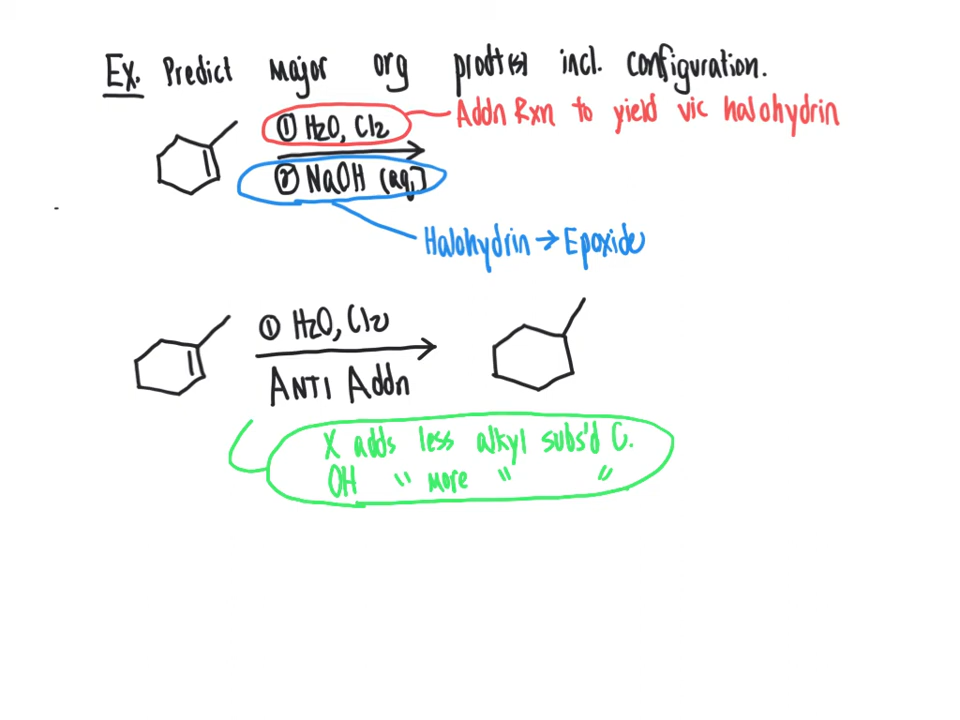 Ex. Predict major org prodt(s) incl. configuration.
① H2O, Cl2
Addn Rxn to yield vic halohydrin
② NaOH (aq)
Halohydrin → Epoxide
① H2O, Cl2
ANTI Addn
X adds less alkyl subs'd C.
OH " more " "